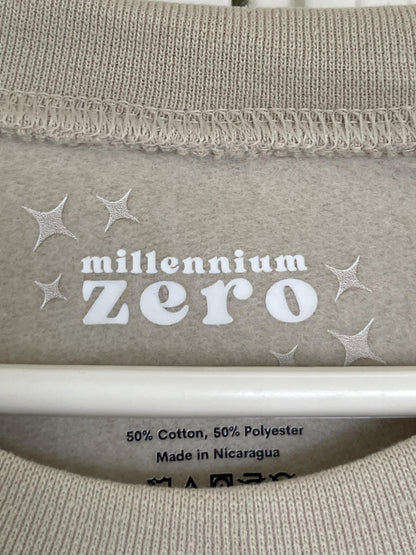 millennium
zero
50% Cotton, 50% Polyester
Made in Nicaragua